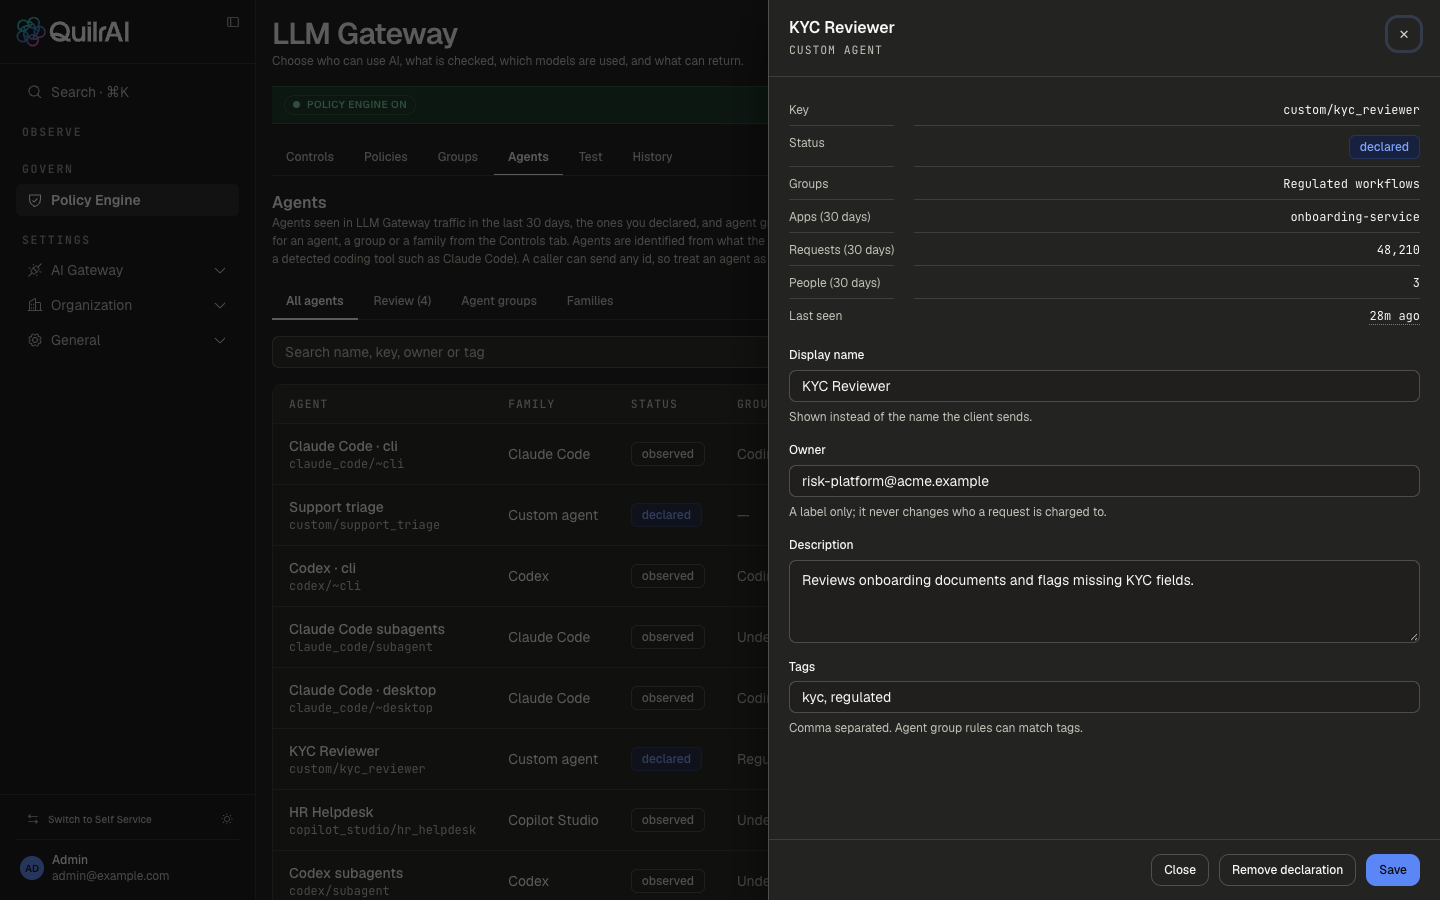 QuilrAI
Search · ⌘K
OBSERVE
GOVERN
Policy Engine
SETTINGS
AI Gateway
Organization
General
Switch to Self Service
AD
Admin
admin@example.com
LLM Gateway
Choose who can use AI, what is checked, which models are used, and what can return.
POLICY ENGINE ON
Controls Policies Groups Agents Test History
Agents
Agents seen in LLM Gateway traffic in the last 30 days, the ones you declared, and agent g
for an agent, a group or a family from the Controls tab. Agents are identified from what the
a detected coding tool such as Claude Code). A caller can send any id, so treat an agent as
All agents Review (4) Agent groups Families
Search name, key, owner or tag
AGENT FAMILY STATUS GROU
Claude Code · cli
claude_code/~cli
Claude Code observed Codi
Support triage
custom/support_triage
Custom agent declared —
Codex · cli
codex/~cli
Codex observed Codi
Claude Code subagents
claude_code/subagent
Claude Code observed Unde
Claude Code · desktop
claude_code/~desktop
Claude Code observed Codi
KYC Reviewer
custom/kyc_reviewer
Custom agent declared Regu
HR Helpdesk
copilot_studio/hr_helpdesk
Copilot Studio observed Unde
Codex subagents
codex/subagent
Codex observed Unde
KYC Reviewer
CUSTOM AGENT
Key custom/kyc_reviewer
Status declared
Groups Regulated workflows
Apps (30 days) onboarding-service
Requests (30 days) 48,210
People (30 days) 3
Last seen 28m ago
Display name
KYC Reviewer
Shown instead of the name the client sends.
Owner
risk-platform@acme.example
A label only; it never changes who a request is charged to.
Description
Reviews onboarding documents and flags missing KYC fields.
Tags
kyc, regulated
Comma separated. Agent group rules can match tags.
Close Remove declaration Save